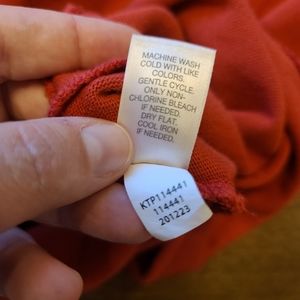 MACHINE WASH
COLD WITH LIKE
COLORS.
GENTLE CYCLE.
ONLY NON-
CHLORINE BLEACH
IF NEEDED.
DRY FLAT.
COOL IRON
IF NEEDED.
KTP114441
114441
201223